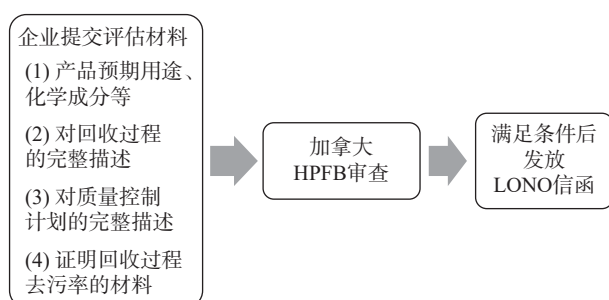 企业提交评估材料
(1) 产品预期用途、
化学成分等
(2) 对回收过程
的完整描述
(3) 对质量控制
计划的完整描述
(4) 证明回收过程
去污率的材料
加拿大
HPFB审查
满足条件后
发放
LONO信函